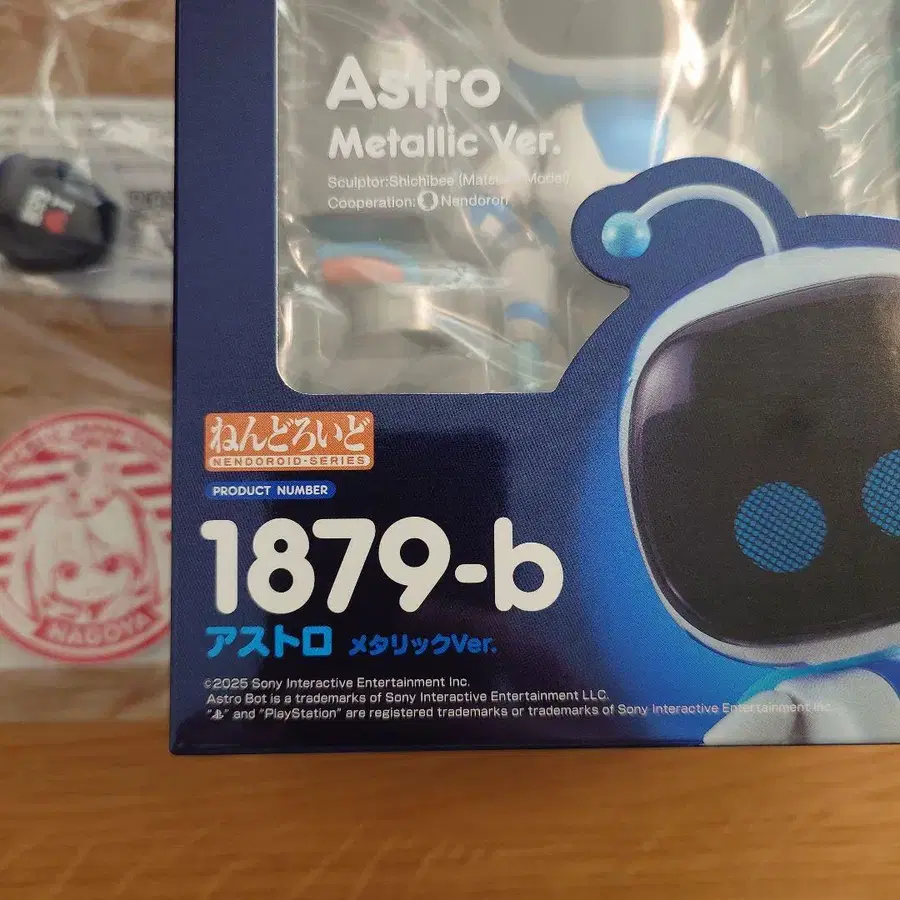 Astro
Metallic Ver.
Sculptor:Shichibee (Mats Model)
Cooperation: Nendoron
ねんどろいど
NENDOROID-SERIES
PRODUCT NUMBER
1879-b
アストロ メタリックVer.
©2025 Sony Interactive Entertainment Inc.
Astro Bot is a trademarks of Sony Interactive Entertainment LLC.
" " and "PlayStation" are registered trademarks or trademarks of Sony Interactive Entertainment Inc.
NAGOYA